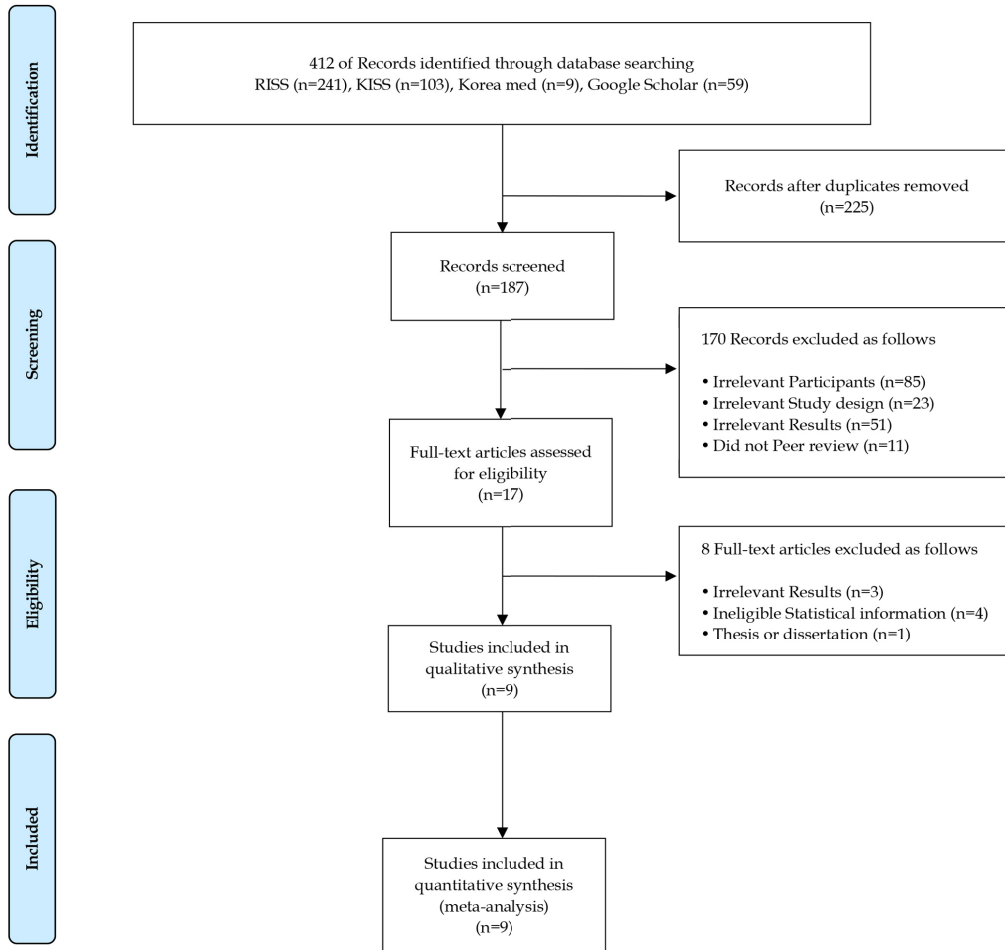 Identification
412 of Records identified through database searching
RISS (n=241), KISS (n=103), Korea med (n=9), Google Scholar (n=59)
Records after duplicates removed
(n=225)
Screening
Records screened
(n=187)
170 Records excluded as follows
• Irrelevant Participants (n=85)
• Irrelevant Study design (n=23)
• Irrelevant Results (n=51)
• Did not Peer review (n=11)
Full-text articles assessed
for eligibility
(n=17)
Eligibility
8 Full-text articles excluded as follows
• Irrelevant Results (n=3)
• Ineligible Statistical information (n=4)
• Thesis or dissertation (n=1)
Studies included in
qualitative synthesis
(n=9)
Included
Studies included in
quantitative synthesis
(meta-analysis)
(n=9)